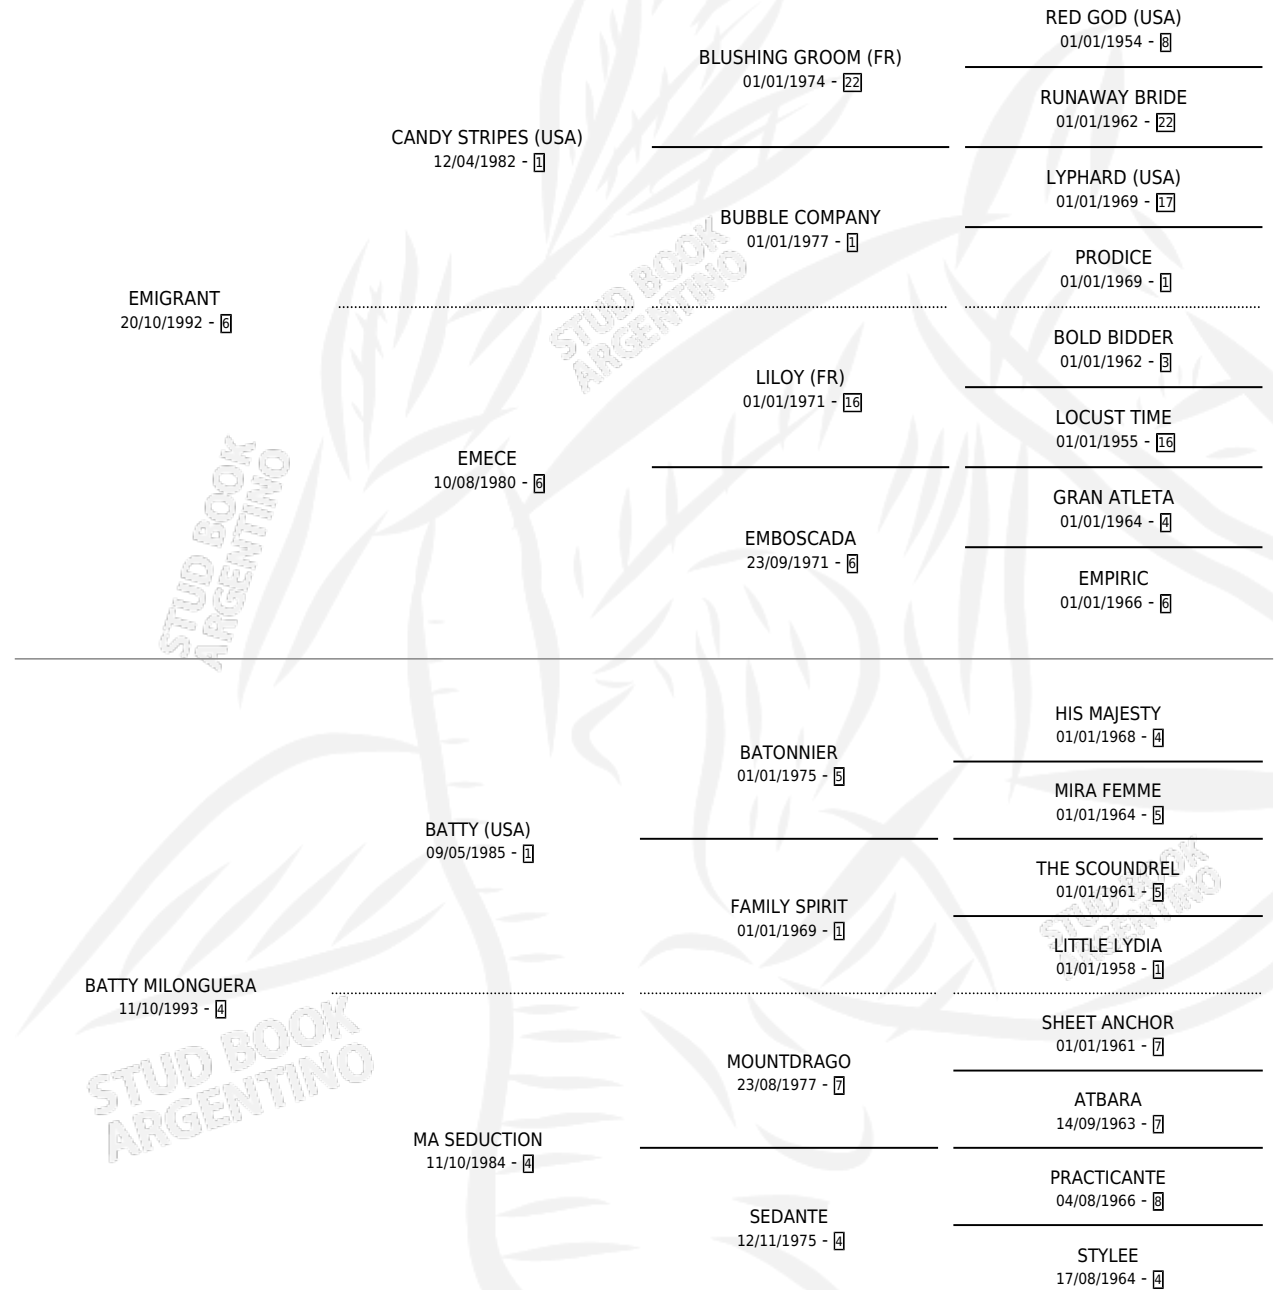 RED GOD (USA)
01/01/1954 - 8
BLUSHING GROOM (FR)
01/01/1974 - 22
RUNAWAY BRIDE
01/01/1962 - 22
CANDY STRIPES (USA)
12/04/1982 - 1
LYPHARD (USA)
01/01/1969 - 17
BUBBLE COMPANY
01/01/1977 - 1
PRODICE
01/01/1969 - 1
EMIGRANT
20/10/1992 - 6
STUD BOOK
ARGENTINO
BOLD BIDDER
01/01/1962 - 3
LILOY (FR)
01/01/1971 - 16
LOCUST TIME
01/01/1955 - 16
EMECE
10/08/1980 - 6
GRAN ATLETA
01/01/1964 - 4
EMBOSCADA
23/09/1971 - 6
EMPIRIC
01/01/1966 - 6
STUD BOOK
ARGENTINO
HIS MAJESTY
01/01/1968 - 4
BATONNIER
01/01/1975 - 5
MIRA FEMME
01/01/1964 - 5
BATTY (USA)
09/05/1985 - 1
THE SCOUNDREL
01/01/1961 - 5
FAMILY SPIRIT
01/01/1969 - 1
LITTLE LYDIA
01/01/1958 - 1
STUD BOOK
ARGENTINO
BATTY MILONGUERA
11/10/1993 - 4
STUD BOOK
ARGENTINO
SHEET ANCHOR
01/01/1961 - 7
MOUNTDRAGO
23/08/1977 - 7
ATBARA
14/09/1963 - 7
MA SEDUCTION
11/10/1984 - 4
PRACTICANTE
04/08/1966 - 8
SEDANTE
12/11/1975 - 4
STYLEE
17/08/1964 - 4